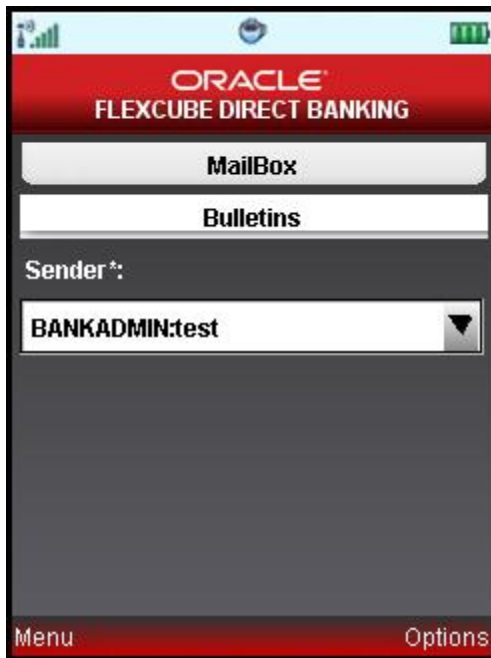 ORACLE
FLEXCUBE DIRECT BANKING
MailBox
Bulletins
Sender*:
BANKADMIN:test
Menu
Options